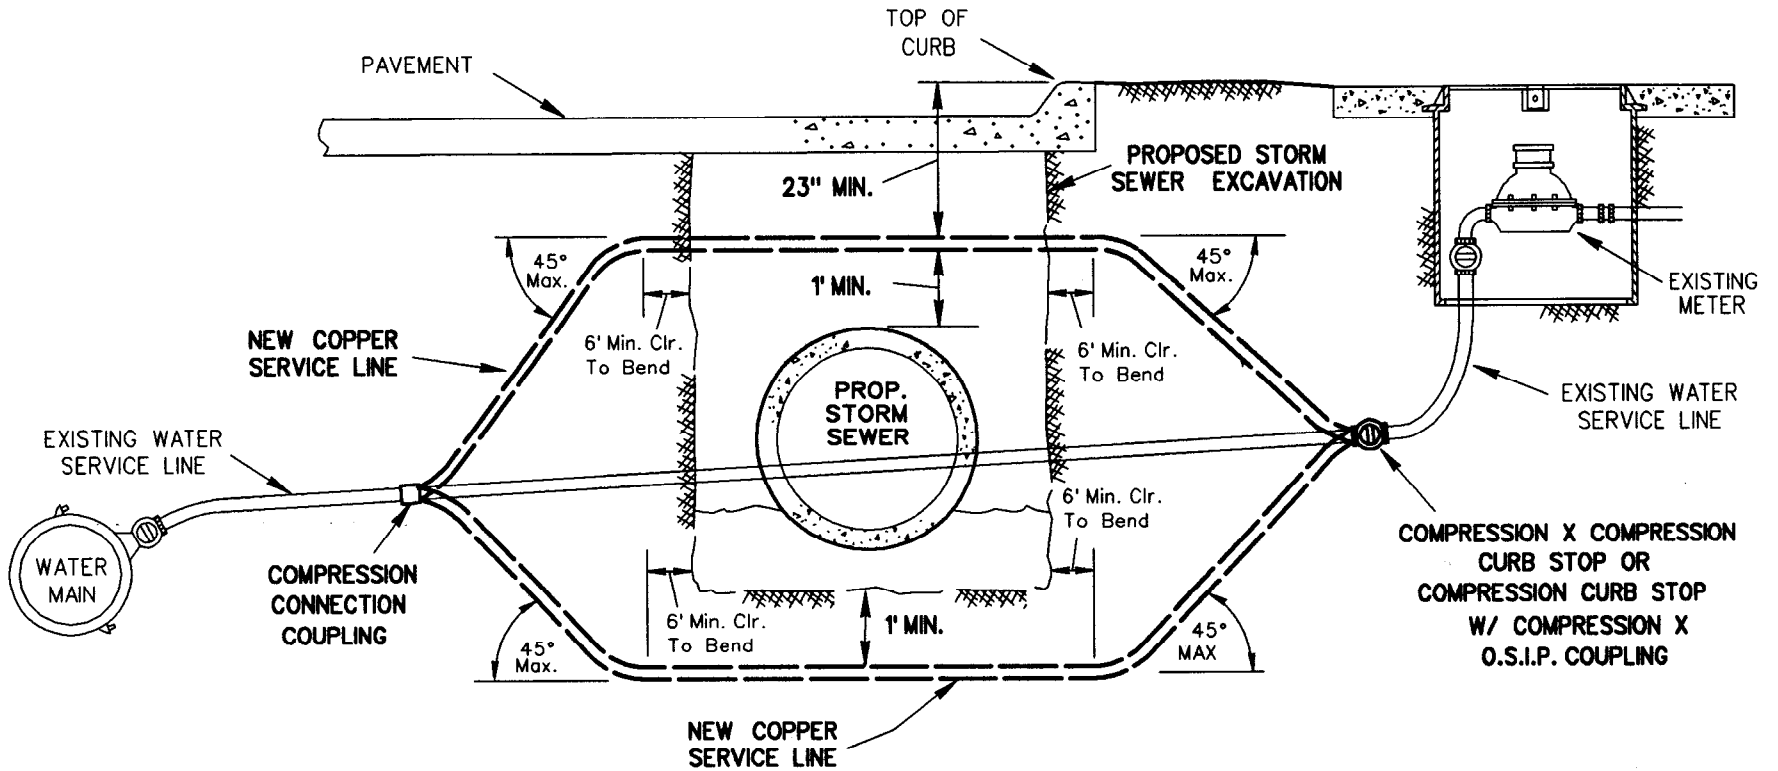 TOP OF
CURB
PAVEMENT
PROPOSED STORM
SEWER EXCAVATION
23" MIN.
45°
Max.
1' MIN.
45°
Max.
EXISTING
METER
NEW COPPER
SERVICE LINE
6' Min. Clr.
To Bend
6' Min. Clr.
To Bend
PROP.
STORM
SEWER
EXISTING WATER
SERVICE LINE
EXISTING WATER
SERVICE LINE
6' Min. Clr.
To Bend
COMPRESSION X COMPRESSION
CURB STOP OR
COMPRESSION CURB STOP
W/ COMPRESSION X
O.S.I.P. COUPLING
WATER
MAIN
COMPRESSION
CONNECTION
COUPLING
6' Min. Clr.
To Bend
1' MIN.
45°
Max.
45°
MAX
NEW COPPER
SERVICE LINE